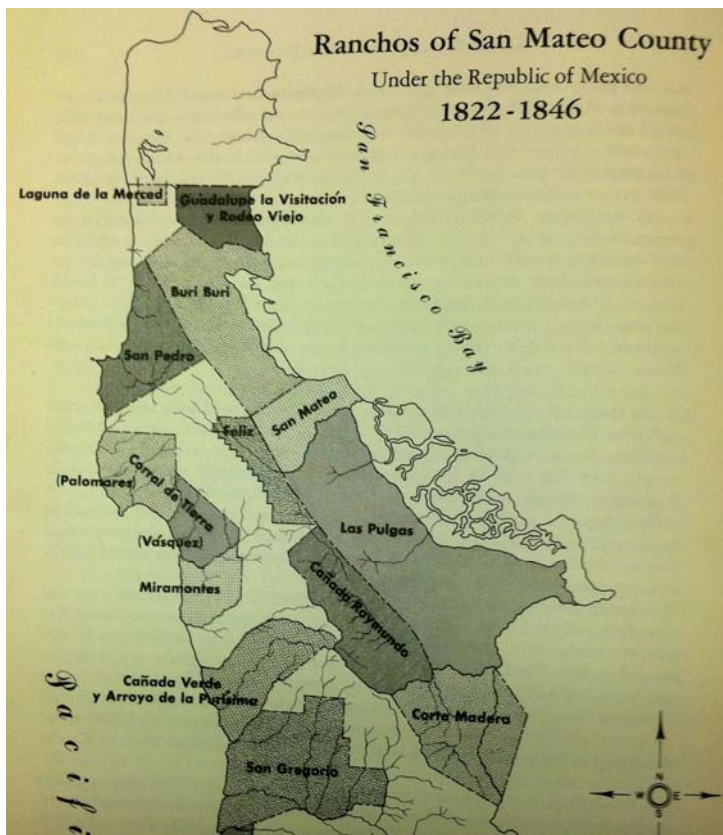 Ranchos of San Mateo County
Under the Republic of Mexico
1822-1846
San Francisco Bay
Laguna de la Merced
Guadalupe la Visitación
y Rodeo Viejo
Buri Buri
San Pedro
San Mateo
Feliz
(Palomares)
Corral de Tierra
(Vásquez)
Las Pulgas
Miramontes
Cañada Raymundo
Cañada Verde
y Arroyo de la Purísima
Corte Madera
San Gregorio
Pacifi
N
W E
S